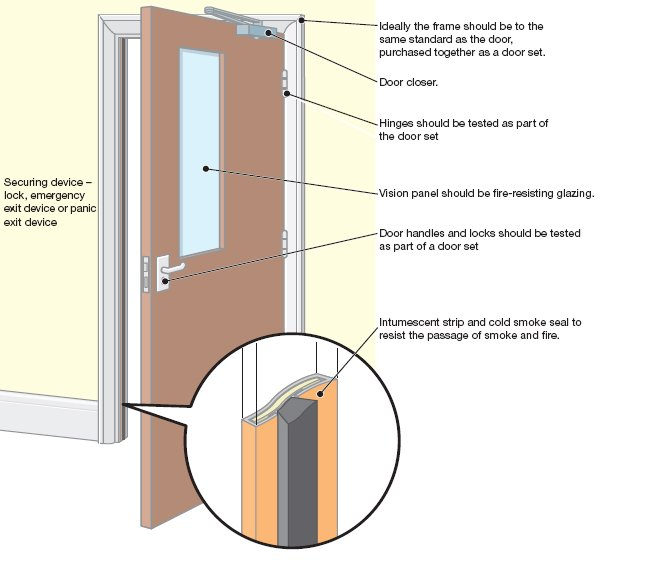 Ideally the frame should be to the
same standard as the door,
purchased together as a door set.
Door closer.
Hinges should be tested as part of
the door set
Securing device –
lock, emergency
exit device or panic
exit device
Vision panel should be fire-resisting glazing.
Door handles and locks should be tested
as part of a door set
Intumescent strip and cold smoke seal to
resist the passage of smoke and fire.